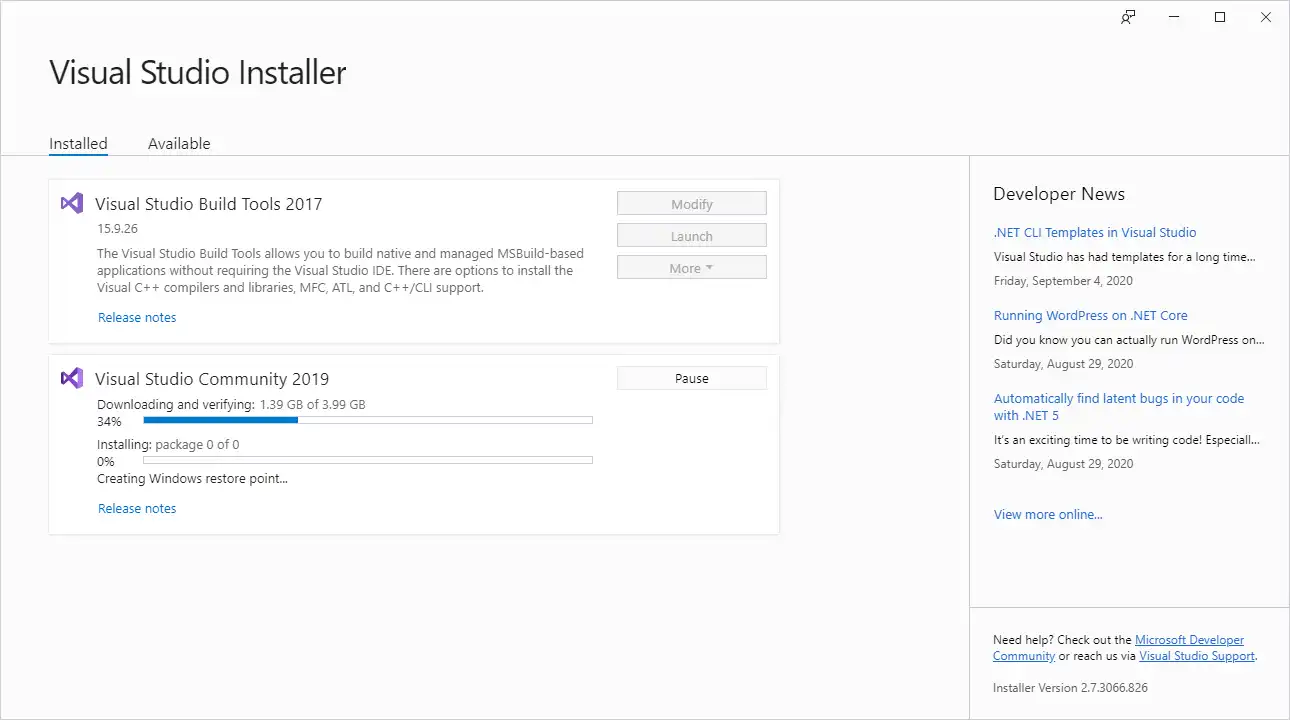 Visual Studio Installer
Installed
Available
Visual Studio Build Tools 2017
15.9.26
The Visual Studio Build Tools allows you to build native and managed MSBuild-based
applications without requiring the Visual Studio IDE. There are options to install the
Visual C++ compilers and libraries, MFC, ATL, and C++/CLI support.
Release notes
Modify
Launch
More
Visual Studio Community 2019
Downloading and verifying: 1.39 GB of 3.99 GB
34%
Installing: package 0 of 0
0%
Creating Windows restore point...
Release notes
Pause
Developer News
.NET CLI Templates in Visual Studio
Visual Studio has had templates for a long time...
Friday, September 4, 2020
Running WordPress on .NET Core
Did you know you can actually run WordPress on...
Saturday, August 29, 2020
Automatically find latent bugs in your code
with .NET 5
It's an exciting time to be writing code! Especiall...
Saturday, August 29, 2020
View more online...
Need help? Check out the Microsoft Developer
Community or reach us via Visual Studio Support.
Installer Version 2.7.3066.826